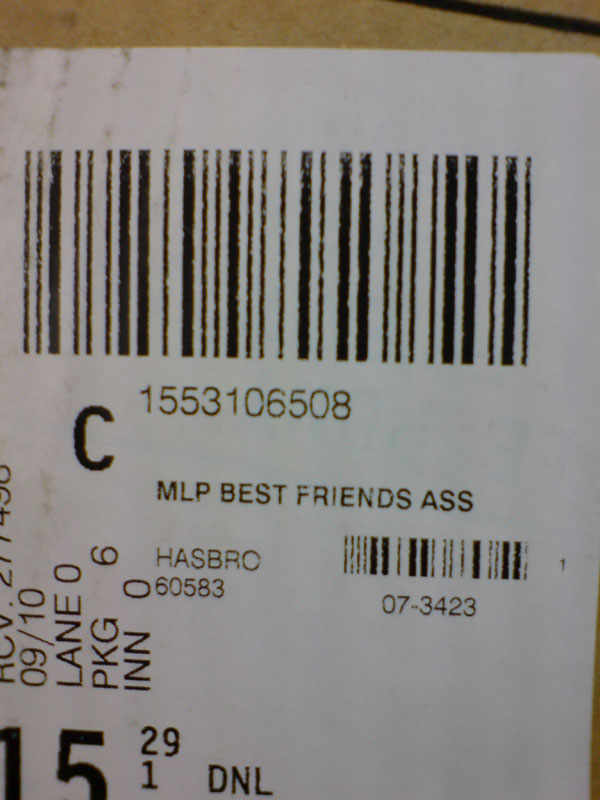 1553106508
C
MLP BEST FRIENDS ASS
HASBRO
60583
07-3423
1
09/10
LANE 0
PKG 6
INN 0
15
29
1 DNL